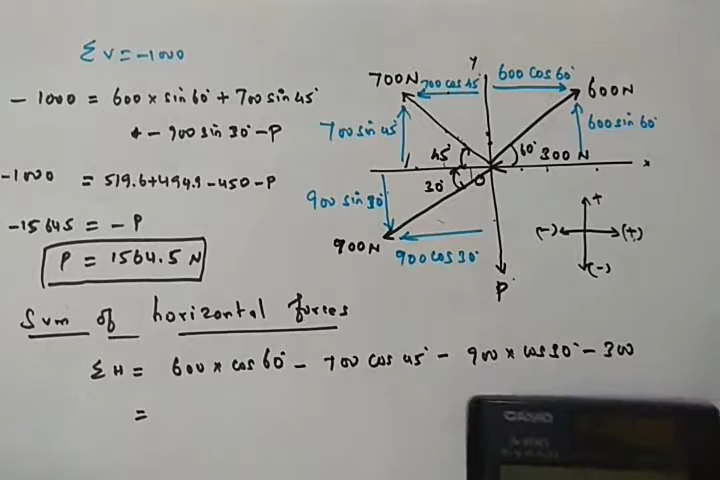 ΣV = -1000
- 1000 = 600 x sin 60° + 700 sin 45°
+ - 900 sin 30° - P
-1000 = 519.6 + 494.9 - 450 - P
-1564.5 = - P
P = 1564.5 N
Sum of horizontal forces
ΣH = 600 x cos 60° - 700 cos 45° - 900 x cos 30° - 300
=
y
700N
700 cos 45°
600 cos 60°
600N
700 sin 45°
600 sin 60°
45°
60°
300 N
x
30°
O
900 sin 30°
900N
900 cos 30°
P
+
(-)
(+)
(-)
CASIO